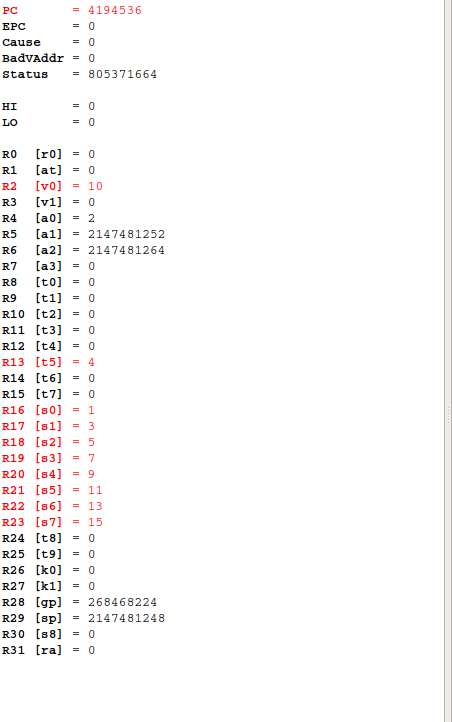 PC = 4194536
EPC = 0
Cause = 0
BadVAddr = 0
Status = 805371664
HI = 0
LO = 0
R0 [r0] = 0
R1 [at] = 0
R2 [v0] = 10
R3 [v1] = 0
R4 [a0] = 2
R5 [a1] = 2147481252
R6 [a2] = 2147481264
R7 [a3] = 0
R8 [t0] = 0
R9 [t1] = 0
R10 [t2] = 0
R11 [t3] = 0
R12 [t4] = 0
R13 [t5] = 4
R14 [t6] = 0
R15 [t7] = 0
R16 [s0] = 1
R17 [s1] = 3
R18 [s2] = 5
R19 [s3] = 7
R20 [s4] = 9
R21 [s5] = 11
R22 [s6] = 13
R23 [s7] = 15
R24 [t8] = 0
R25 [t9] = 0
R26 [k0] = 0
R27 [k1] = 0
R28 [gp] = 268468224
R29 [sp] = 2147481248
R30 [s8] = 0
R31 [ra] = 0